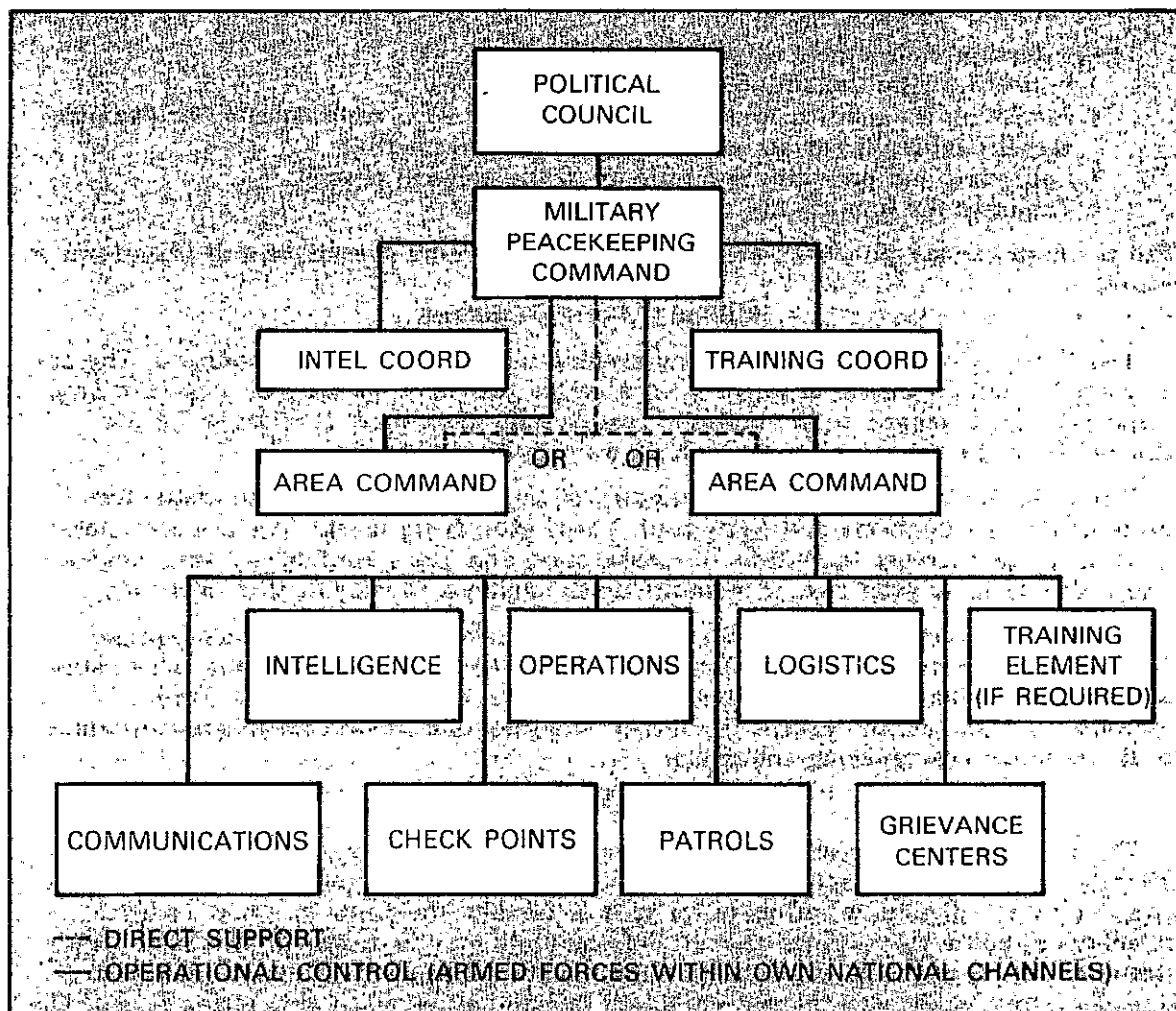 POLITICAL
COUNCIL
MILITARY
PEACEKEEPING
COMMAND
INTEL COORD
TRAINING COORD
OR OR
AREA COMMAND
AREA COMMAND
INTELLIGENCE
OPERATIONS
LOGISTICS
TRAINING
ELEMENT
(IF REQUIRED)
COMMUNICATIONS
CHECK POINTS
PATROLS
GRIEVANCE
CENTERS
--- DIRECT SUPPORT
— OPERATIONAL CONTROL (ARMED FORCES WITHIN OWN NATIONAL CHANNELS)